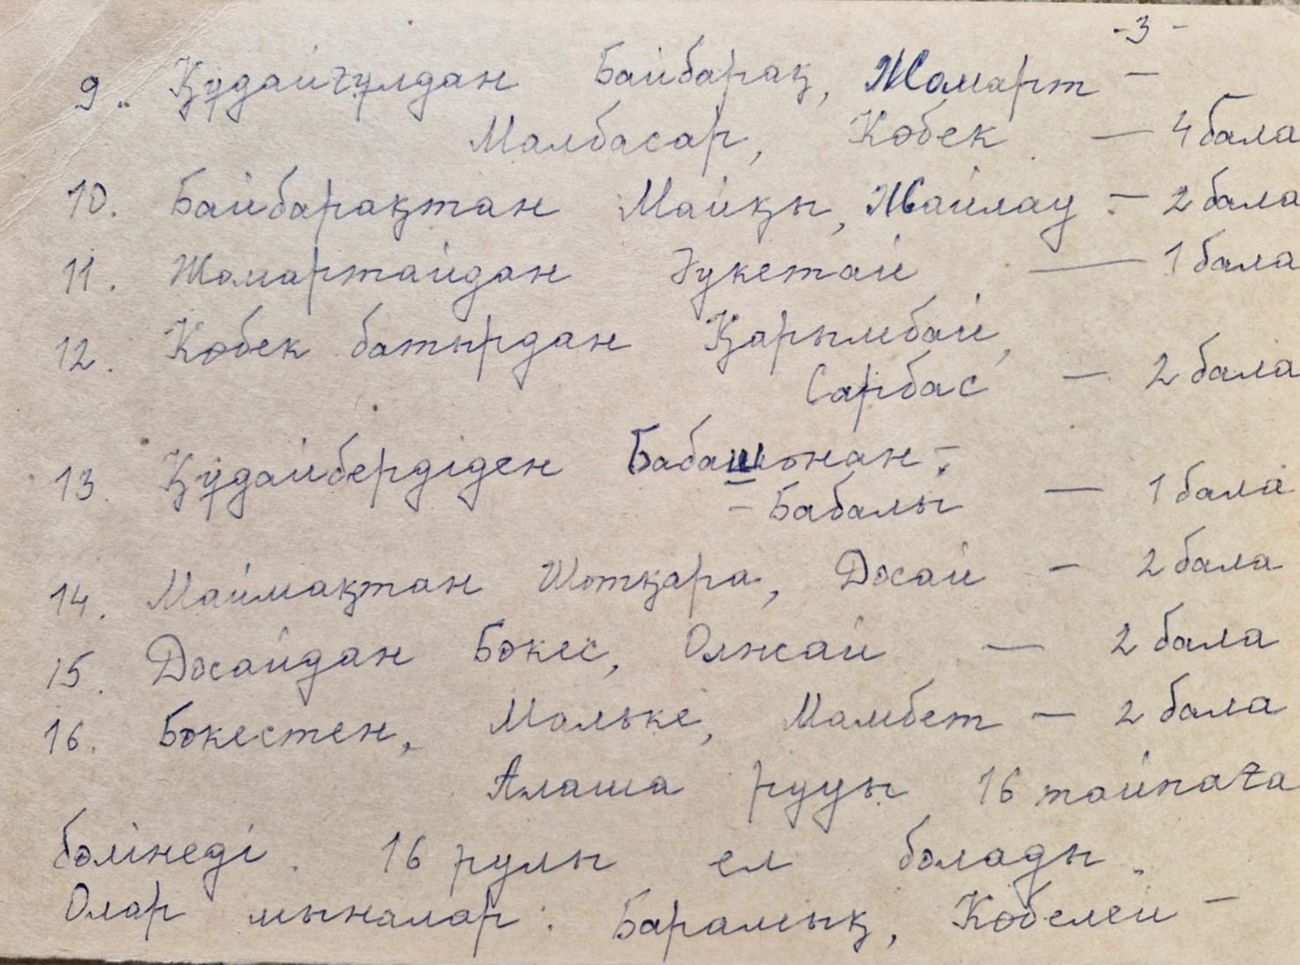 -3-
9. Құдайғұлдан Байбарақ, Жомарт -
Малбасар, Көбек — 4 бала
10. Байбарақтан Майқы, Жайлау - 2 бала
11. Жомартайдан Түкетай — 1 бала
12. Көбек батырдан Қарымбай,
Сарбас — 2 бала
13. Құдайбердіден Бабашонан -
- Бабалы — 1 бала
14. Маймақтан Шотқара, Досай - 2 бала
15. Досайдан Бөкес, Олжай — 2 бала
16. Бөкестен, Мальке, Мамбет - 2 бала
Алаша руы 16 тайпаға
бөлінеді. 16 рулы ел болады.
Олар мыналар: Барамық, Көбелей -